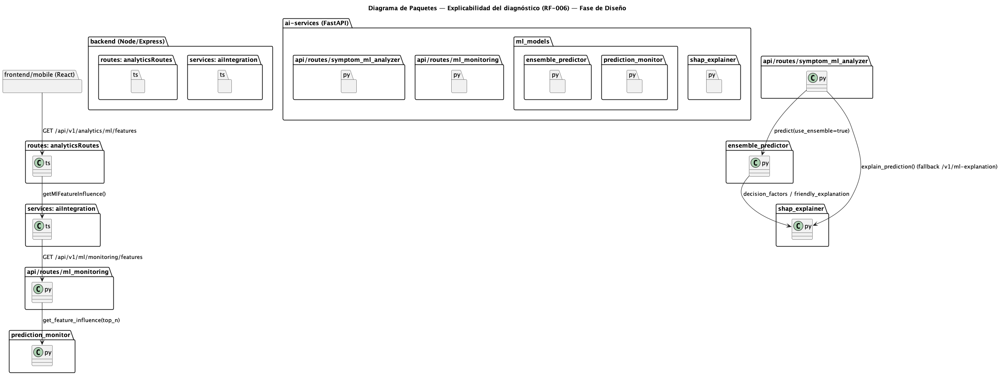 Diagrama de Paquetes — Explicabilidad del diagnóstico (RF-006) — Fase de Diseño
ai-services (FastAPI)
backend (Node/Express)
ml_models
routes: analyticsRoutes
services: aiIntegration
api/routes/symptom_ml_analyzer
api/routes/ml_monitoring
ensemble_predictor
prediction_monitor
shap_explainer
api/routes/symptom_ml_analyzer
frontend/mobile (React)
ts
ts
py
py
py
py
py
C py
GET /api/v1/analytics/ml/features
predict(use_ensemble=true)
routes: analyticsRoutes
ensemble_predictor
C ts
C py
explain_prediction() (fallback /v1/ml-explanation)
getMlFeatureInfluence()
decision_factors / friendly_explanation
services: aiIntegration
shap_explainer
C ts
C py
GET /api/v1/ml/monitoring/features
api/routes/ml_monitoring
C py
get_feature_influence(top_n)
prediction_monitor
C py